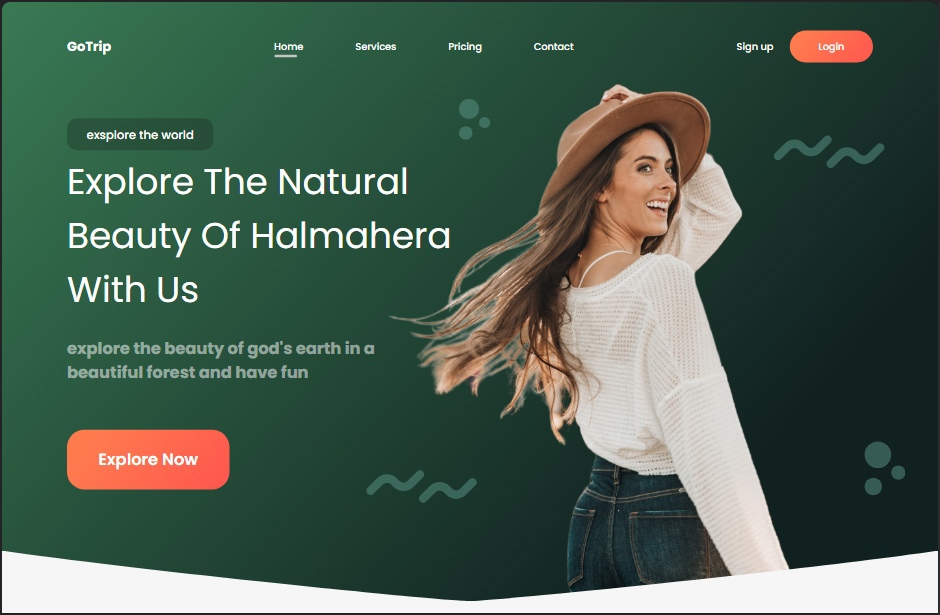 GoTrip
Home
Services
Pricing
Contact
Sign up
Login
exsplore the world
Explore The Natural
Beauty Of Halmahera
With Us
explore the beauty of god's earth in a
beautiful forest and have fun
Explore Now